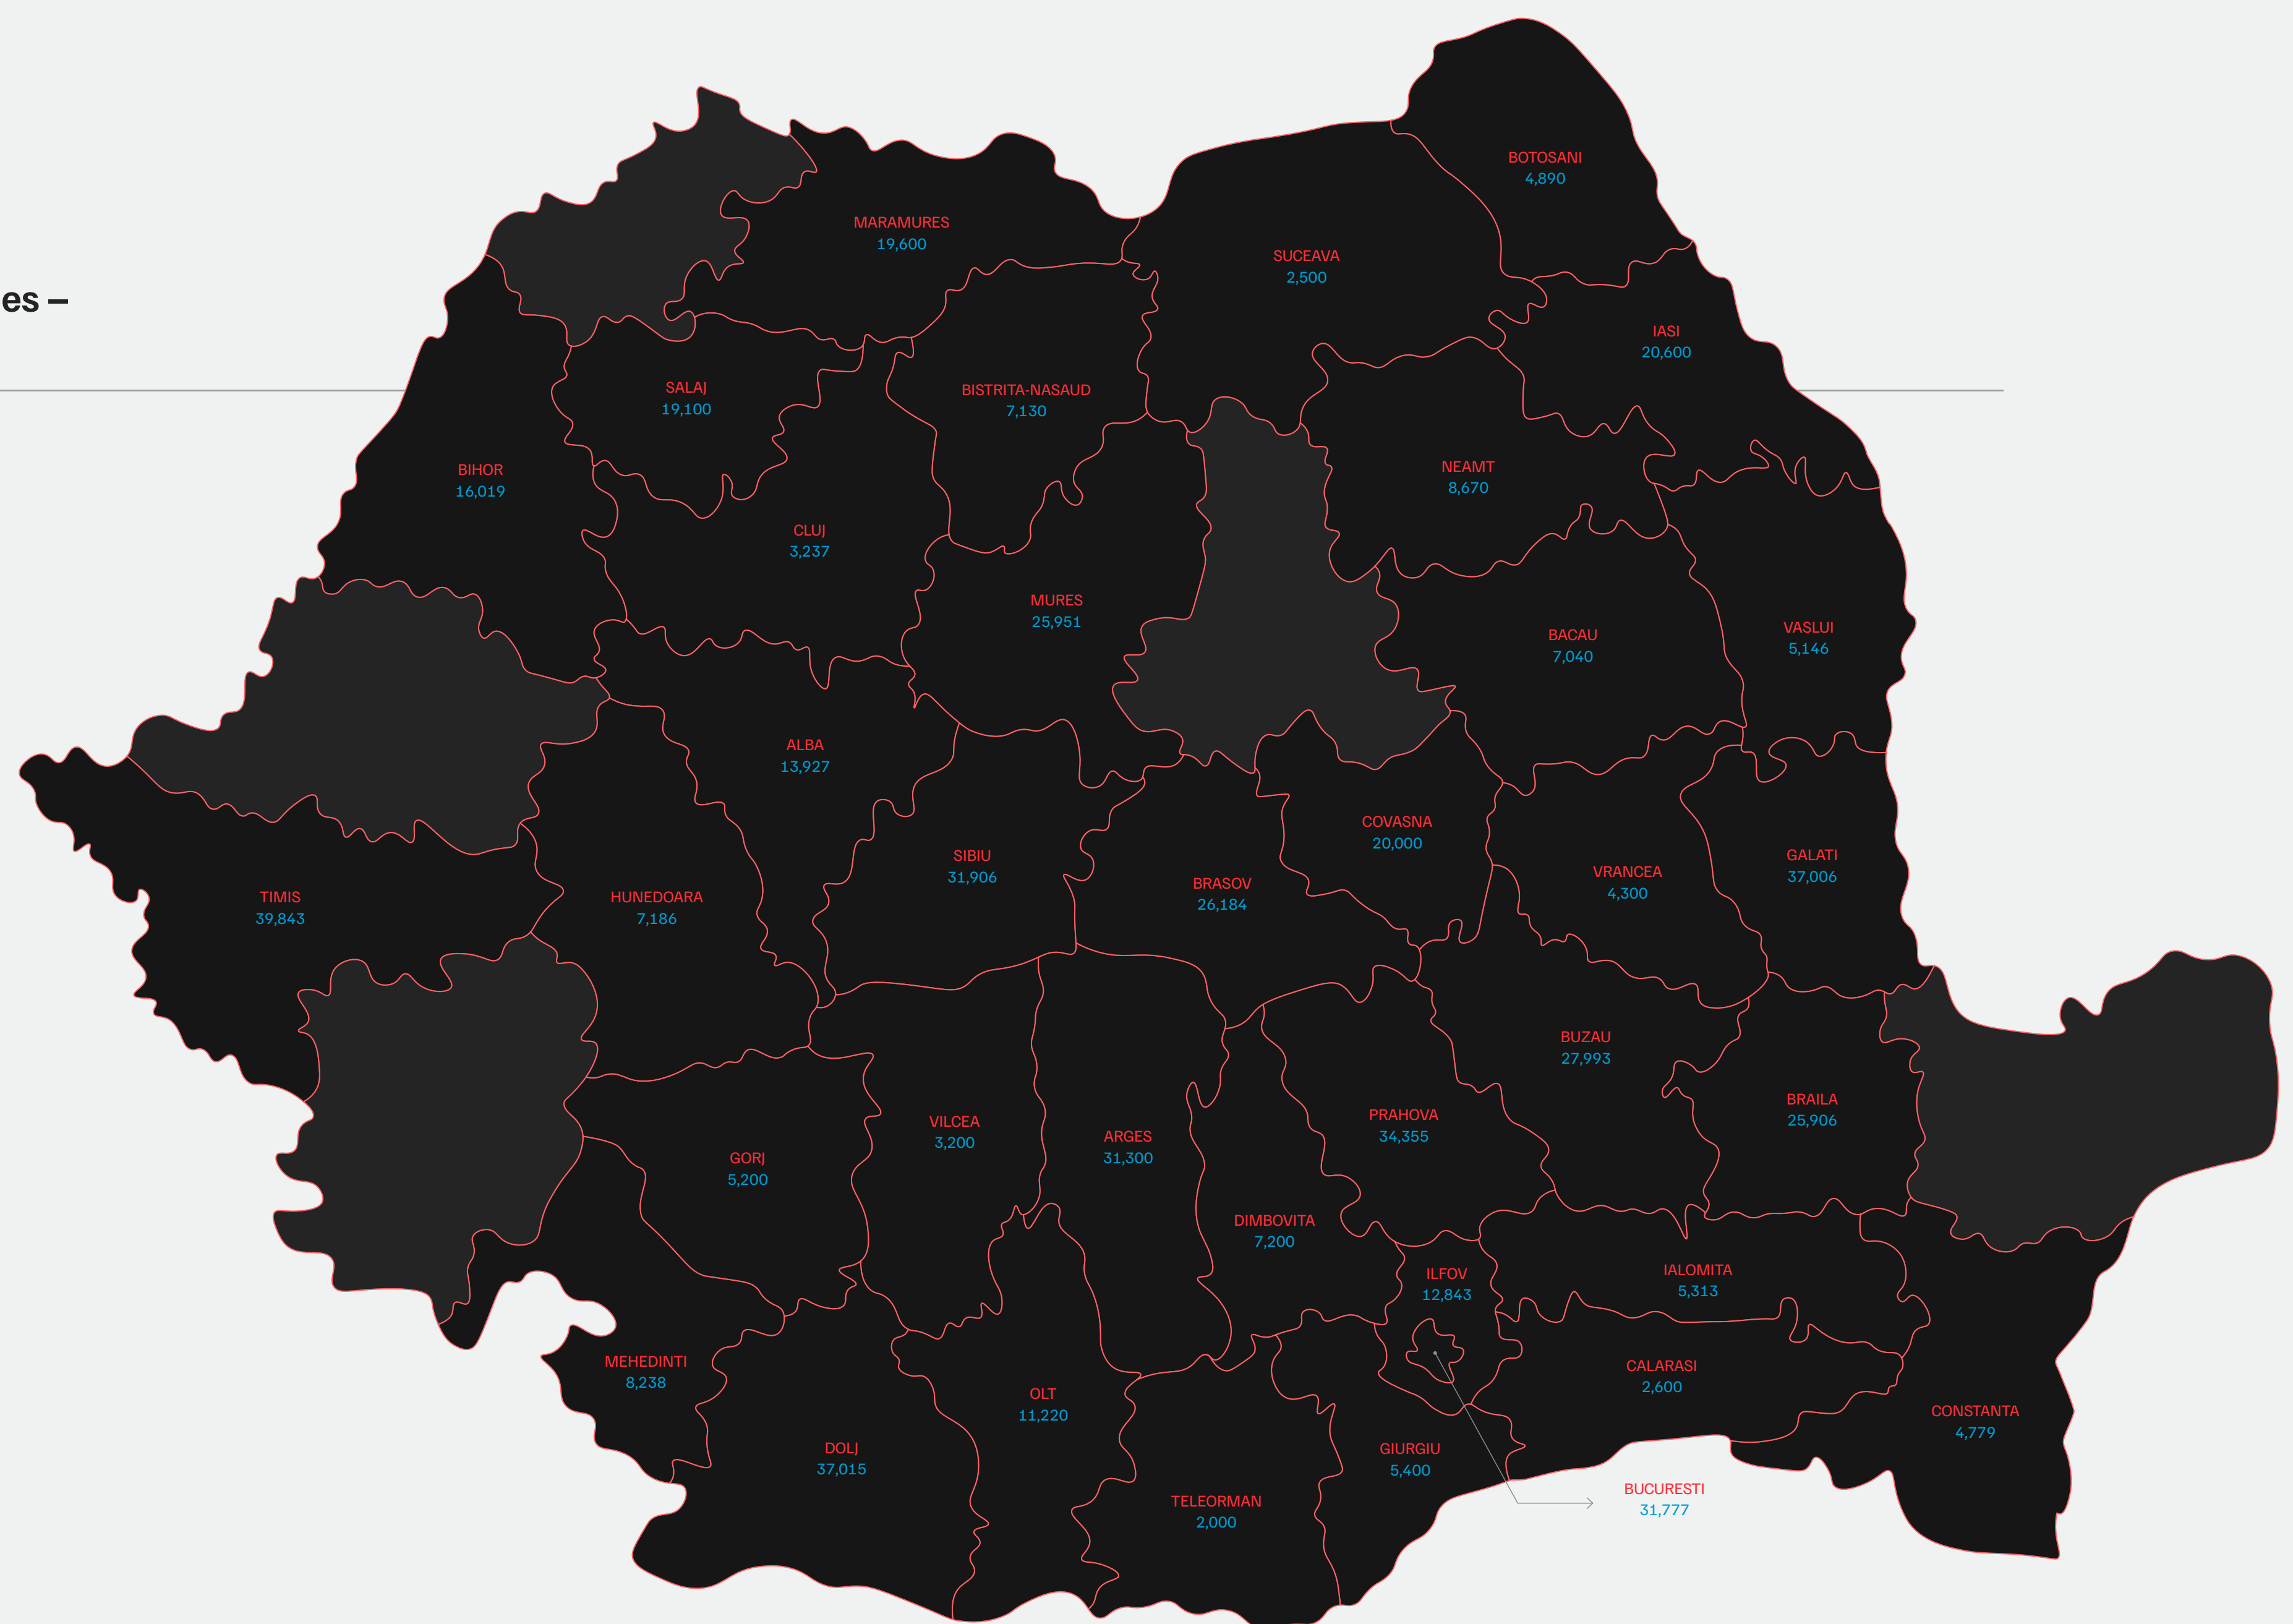 es –
BOTOSANI
4,890
MARAMURES
19,600
SUCEAVA
2,500
IASI
20,600
SALAJ
19,100
BISTRITA-NASAUD
7,130
BIHOR
16,019
NEAMT
8,670
CLUJ
3,237
MURES
25,951
BACAU
7,040
VASLUI
5,146
ALBA
13,927
COVASNA
20,000
SIBIU
31,906
GALATI
37,006
VRANCEA
4,300
BRASOV
26,184
TIMIS
39,843
HUNEDOARA
7,186
BUZAU
27,993
BRAILA
25,906
PRAHOVA
34,355
VILCEA
3,200
ARGES
31,300
GORJ
5,200
DIMBOVITA
7,200
IALOMITA
5,313
ILFOV
12,843
MEHEDINTI
8,238
CALARASI
2,600
OLT
11,220
CONSTANTA
4,779
DOLJ
37,015
GIURGIU
5,400
BUCURESTI
31,777
TELEORMAN
2,000